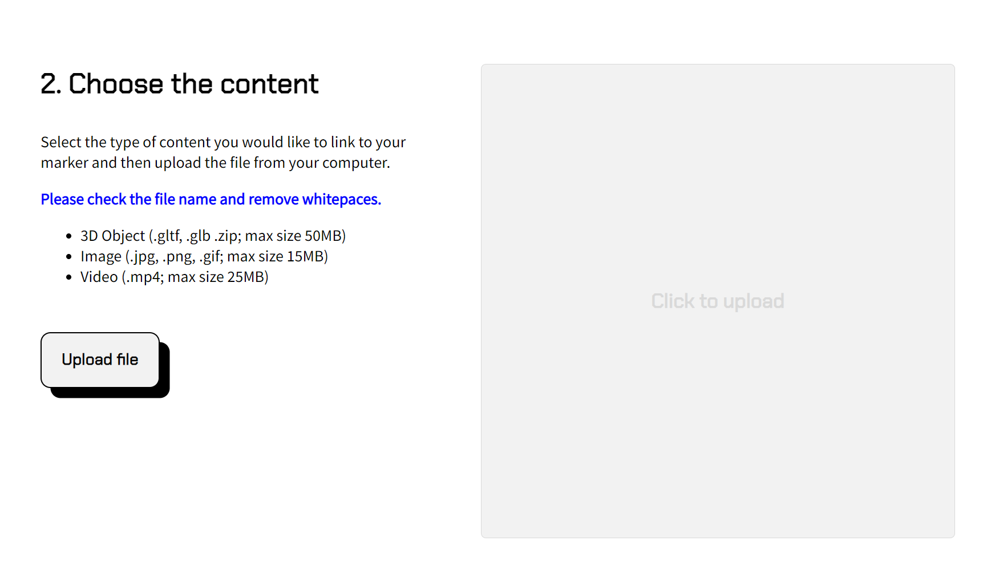 2. Choose the content
Select the type of content you would like to link to your
marker and then upload the file from your computer.
Please check the file name and remove whitepaces.
• 3D Object (.gltf, .glb .zip; max size 50MB)
• Image (.jpg, .png, .gif; max size 15MB)
• Video (.mp4; max size 25MB)
Upload file
Click to upload